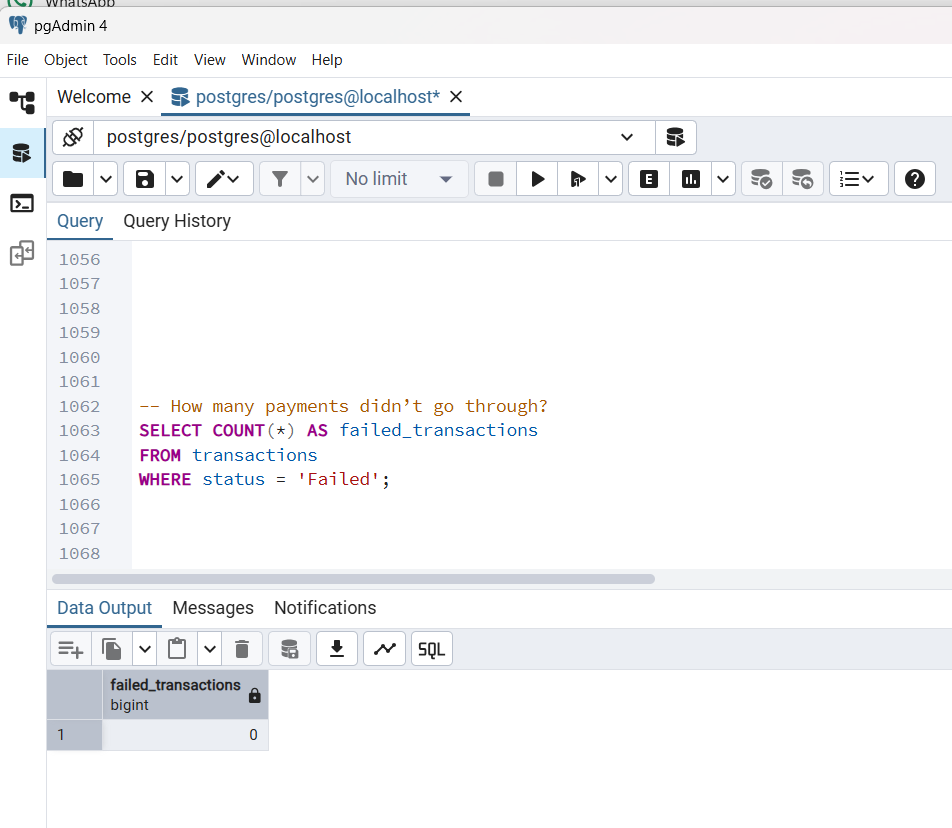 WhatsApp
pgAdmin 4
File Object Tools Edit View Window Help
Welcome postgres/postgres@localhost*
postgres/postgres@localhost
No limit
E
Query Query History
1056
1057
1058
1059
1060
1061
1062 -- How many payments didn’t go through?
1063 SELECT COUNT(*) AS failed_transactions
1064 FROM transactions
1065 WHERE status = 'Failed';
1066
1067
1068
Data Output Messages Notifications
SQL
failed_transactions
bigint
1 0